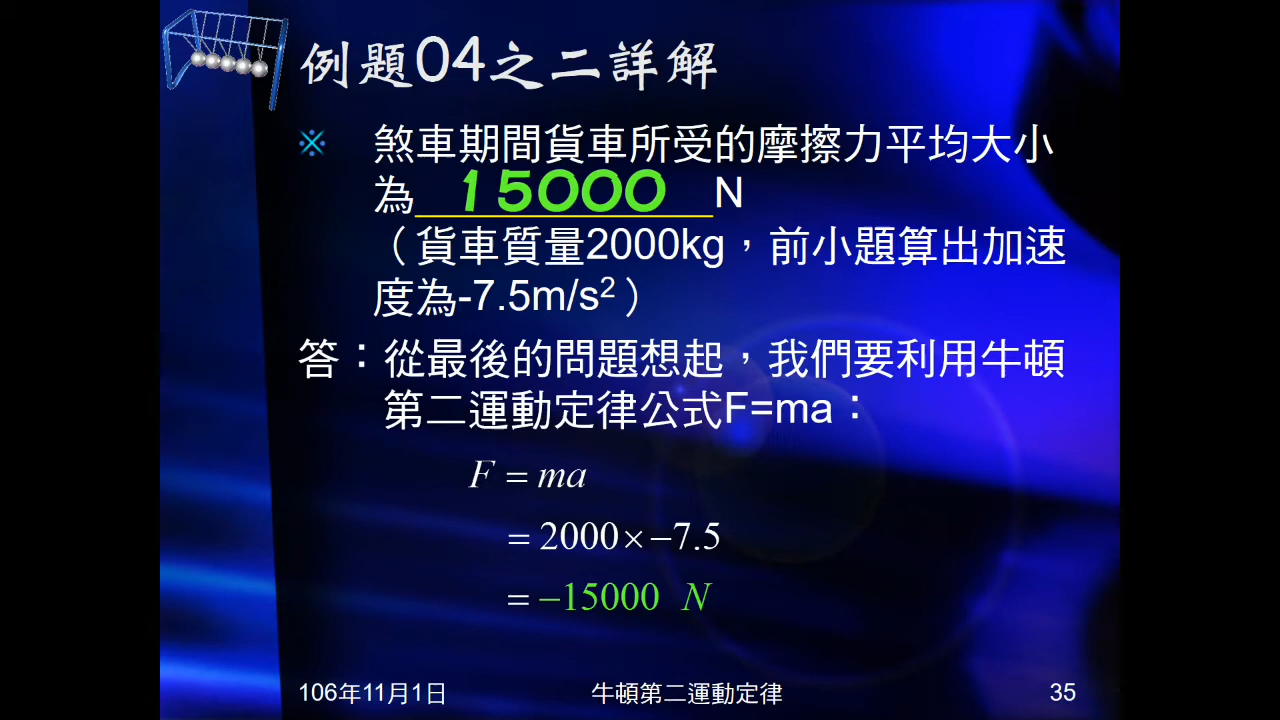 例題04之二詳解
※ 煞車期間貨車所受的摩擦力平均大小
為 15000 N
（貨車質量2000kg，前小題算出加速
度為-7.5m/s²）
答：從最後的問題想起，我們要利用牛頓
第二運動定律公式F=ma：
F = ma
= 2000×−7.5
= −15000 N
106年11月1日 牛頓第二運動定律 35